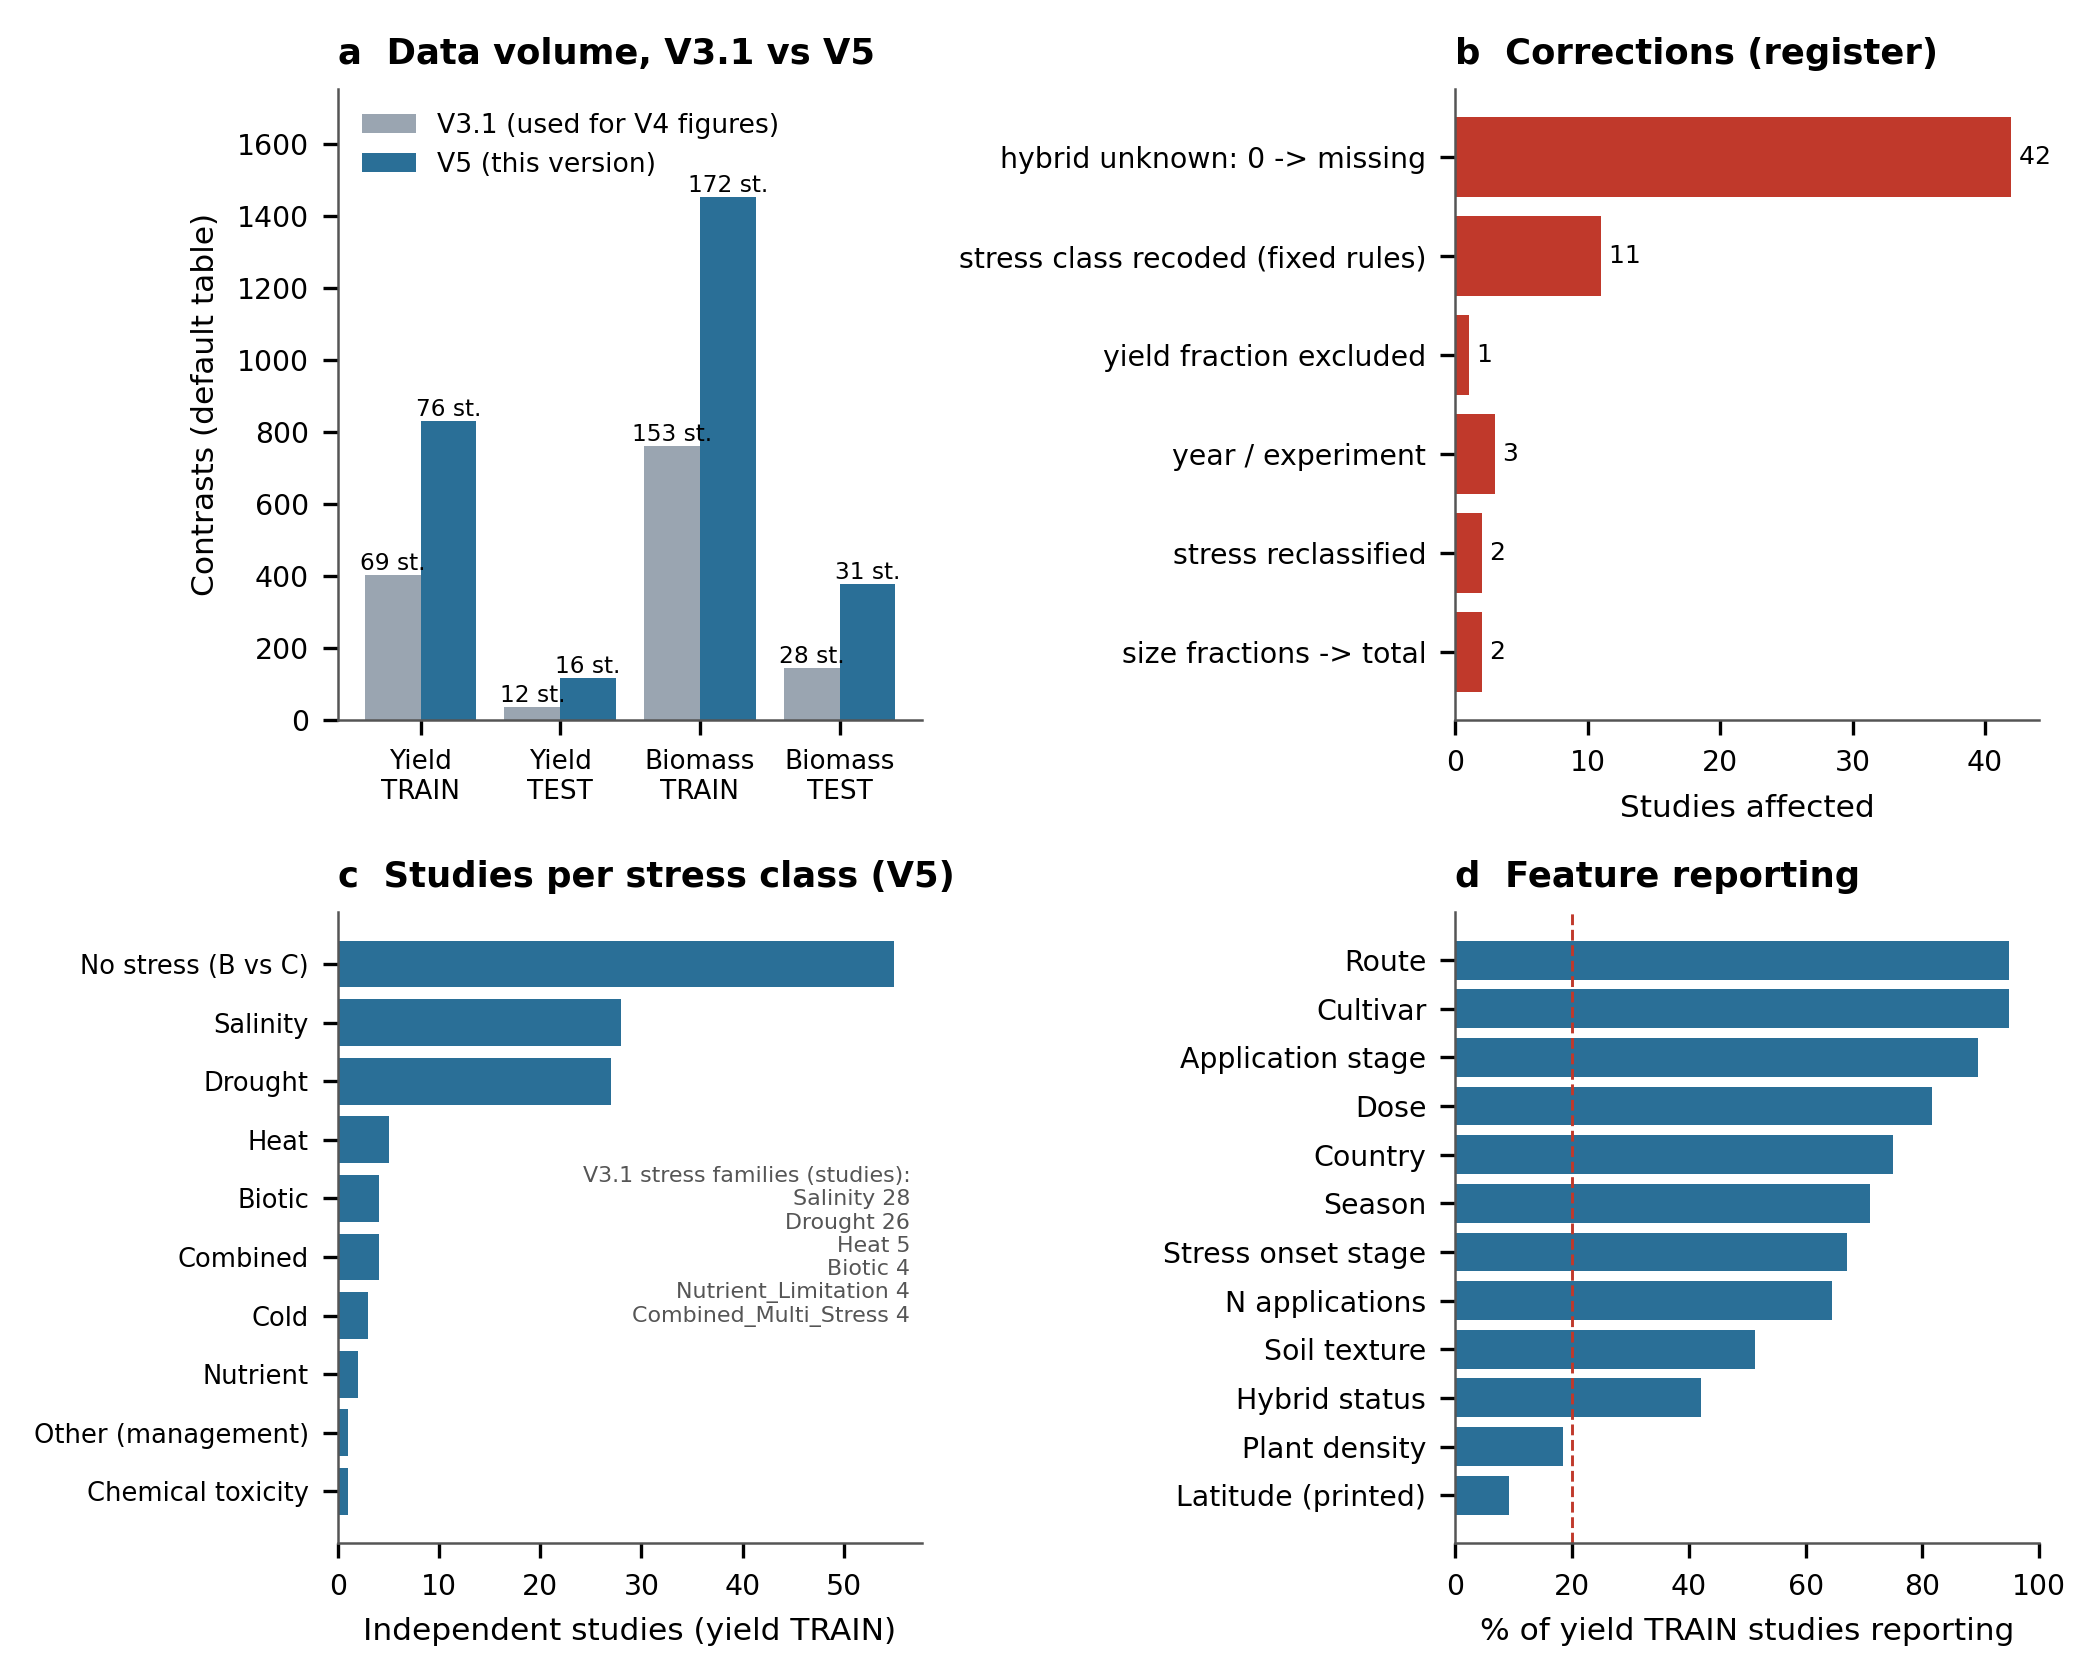 a  Data volume, V3.1 vs V5
V3.1 (used for V4 figures)
V5 (this version)
Contrasts (default table)
1600
1400
1200
1000
800
600
400
200
0
69 st.
76 st.
12 st.
16 st.
153 st.
172 st.
28 st.
31 st.
Yield
TRAIN
Yield
TEST
Biomass
TRAIN
Biomass
TEST
b  Corrections (register)
hybrid unknown: 0 -> missing
42
stress class recoded (fixed rules)
11
yield fraction excluded
1
year / experiment
3
stress reclassified
2
size fractions -> total
2
0
10
20
30
40
Studies affected
c  Studies per stress class (V5)
No stress (B vs C)
Salinity
Drought
Heat
Biotic
Combined
Cold
Nutrient
Other (management)
Chemical toxicity
V3.1 stress families (studies):
Salinity 28
Drought 26
Heat 5
Biotic 4
Nutrient_Limitation 4
Combined_Multi_Stress 4
0
10
20
30
40
50
Independent studies (yield TRAIN)
d  Feature reporting
Route
Cultivar
Application stage
Dose
Country
Season
Stress onset stage
N applications
Soil texture
Hybrid status
Plant density
Latitude (printed)
0
20
40
60
80
100
% of yield TRAIN studies reporting